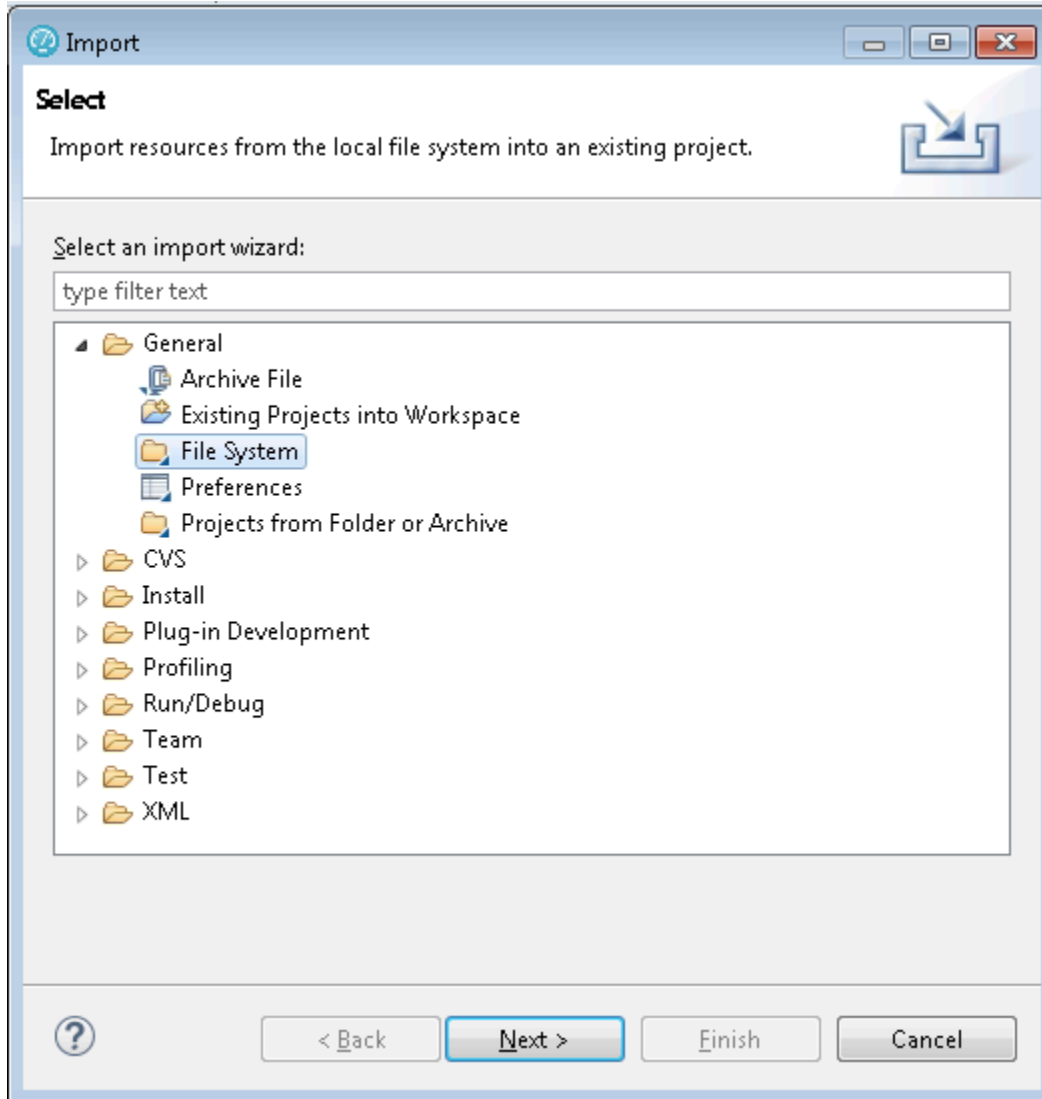 Import
Select
Import resources from the local file system into an existing project.
Select an import wizard:
type filter text
General
Archive File
Existing Projects into Workspace
File System
Preferences
Projects from Folder or Archive
CVS
Install
Plug-in Development
Profiling
Run/Debug
Team
Test
XML
? < Back Next > Finish Cancel